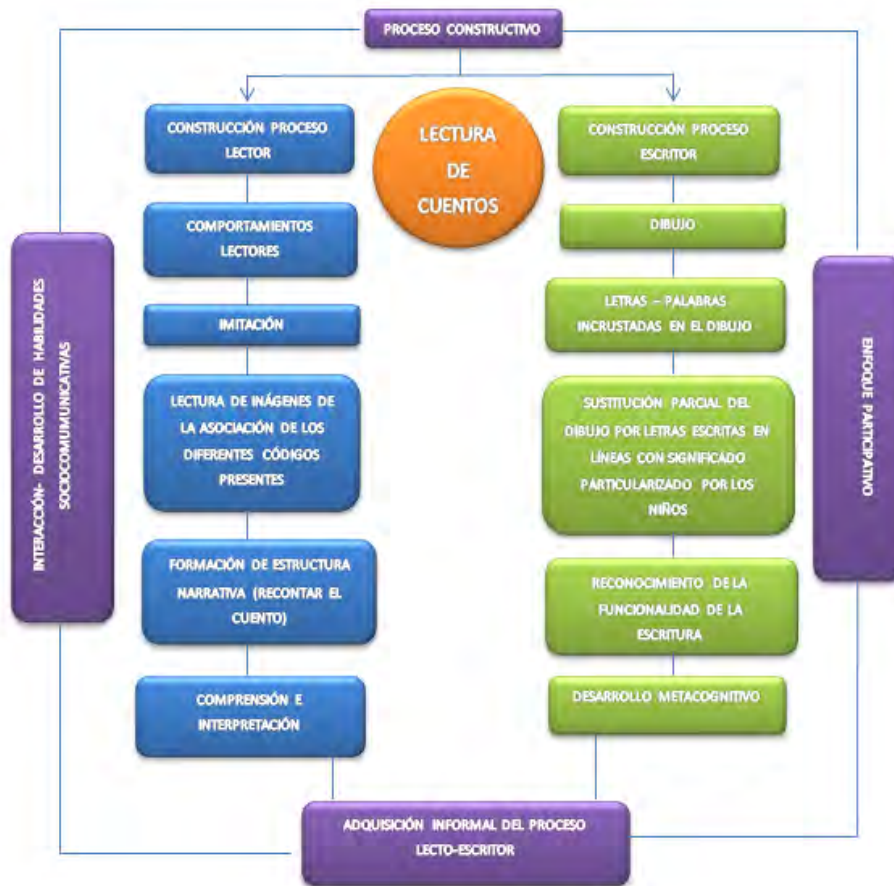 PROCESO CONSTRUCTIVO
LECTURA
DE
CUENTOS
CONSTRUCCIÓN PROCESO
LECTOR
COMPORTAMIENTOS
LECTORES
IMITACIÓN
LECTURA DE INÁGENES DE
LA ASOCIACIÓN DE LOS
DIFERENTES CÓDIGOS
PRESENTES
FORMACIÓN DE ESTRUCTURA
NARRATIVA (RECONTAR EL
CUENTO)
COMPRENSIÓN E
INTERPRETACIÓN
CONSTRUCCIÓN PROCESO
ESCRITOR
DIBUJO
LETRAS – PALABRAS
INCRUSTADAS EN EL DIBUJO
SUSTITUCIÓN PARCIAL DEL
DIBUJO POR LETRAS ESCRITAS EN
LÍNEAS CON SIGNIFICADO
PARTICULARIZADO POR LOS
NIÑOS
RECONOCIMIENTO DE LA
FUNCIONALIDAD DE LA
ESCRITURA
DESARROLLO METACOGNITIVO
INTERACCIÓN- DESARROLLO DE HABILIDADES
SOCIOCOMUMUNICATIVAS
ENFOQUE PARTICIPATIVO
ADQUISICIÓN INFORMAL DEL PROCESO
LECTO-ESCRITOR